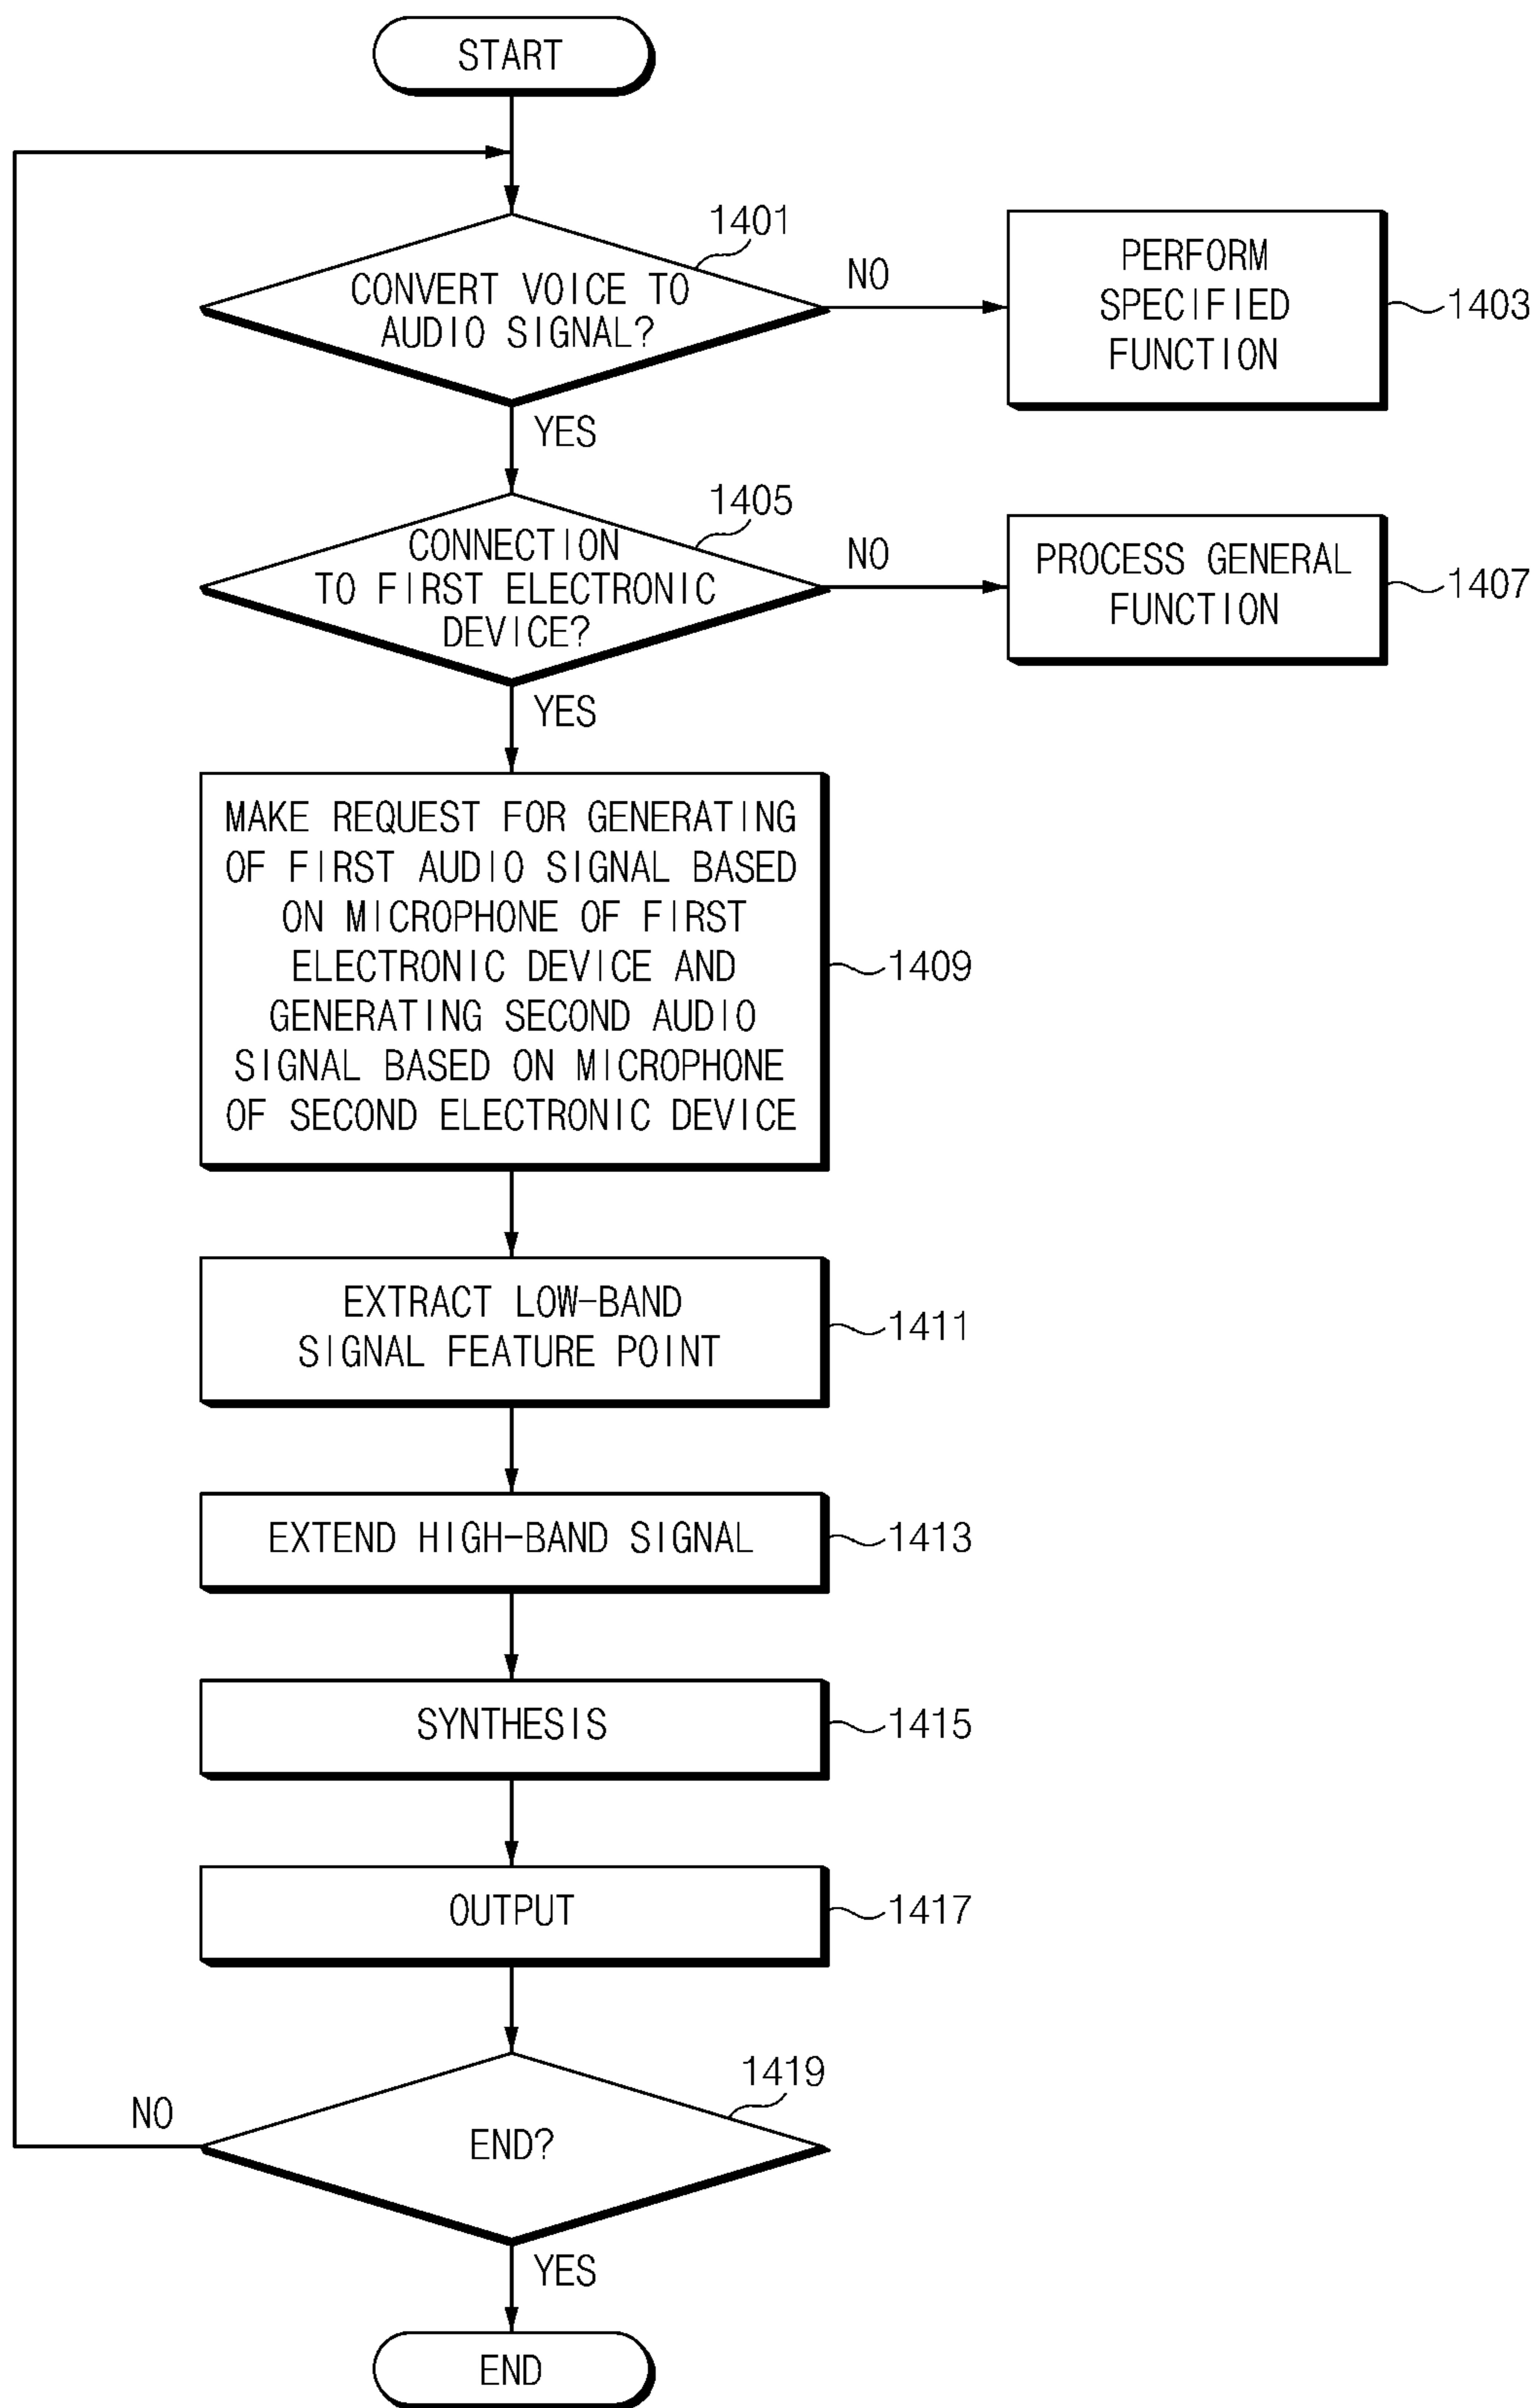 START
1401
CONVERT VOICE TO
AUDIO SIGNAL?
NO
PERFORM
SPECIFIED
FUNCTION
1403
YES
1405
CONNECTION
TO FIRST ELECTRONIC
DEVICE?
NO
PROCESS GENERAL
FUNCTION
1407
YES
MAKE REQUEST FOR GENERATING
OF FIRST AUDIO SIGNAL BASED
ON MICROPHONE OF FIRST
ELECTRONIC DEVICE AND
GENERATING SECOND AUDIO
SIGNAL BASED ON MICROPHONE
OF SECOND ELECTRONIC DEVICE
1409
EXTRACT LOW-BAND
SIGNAL FEATURE POINT
1411
EXTEND HIGH-BAND SIGNAL
1413
SYNTHESIS
1415
OUTPUT
1417
1419
NO
END?
YES
END